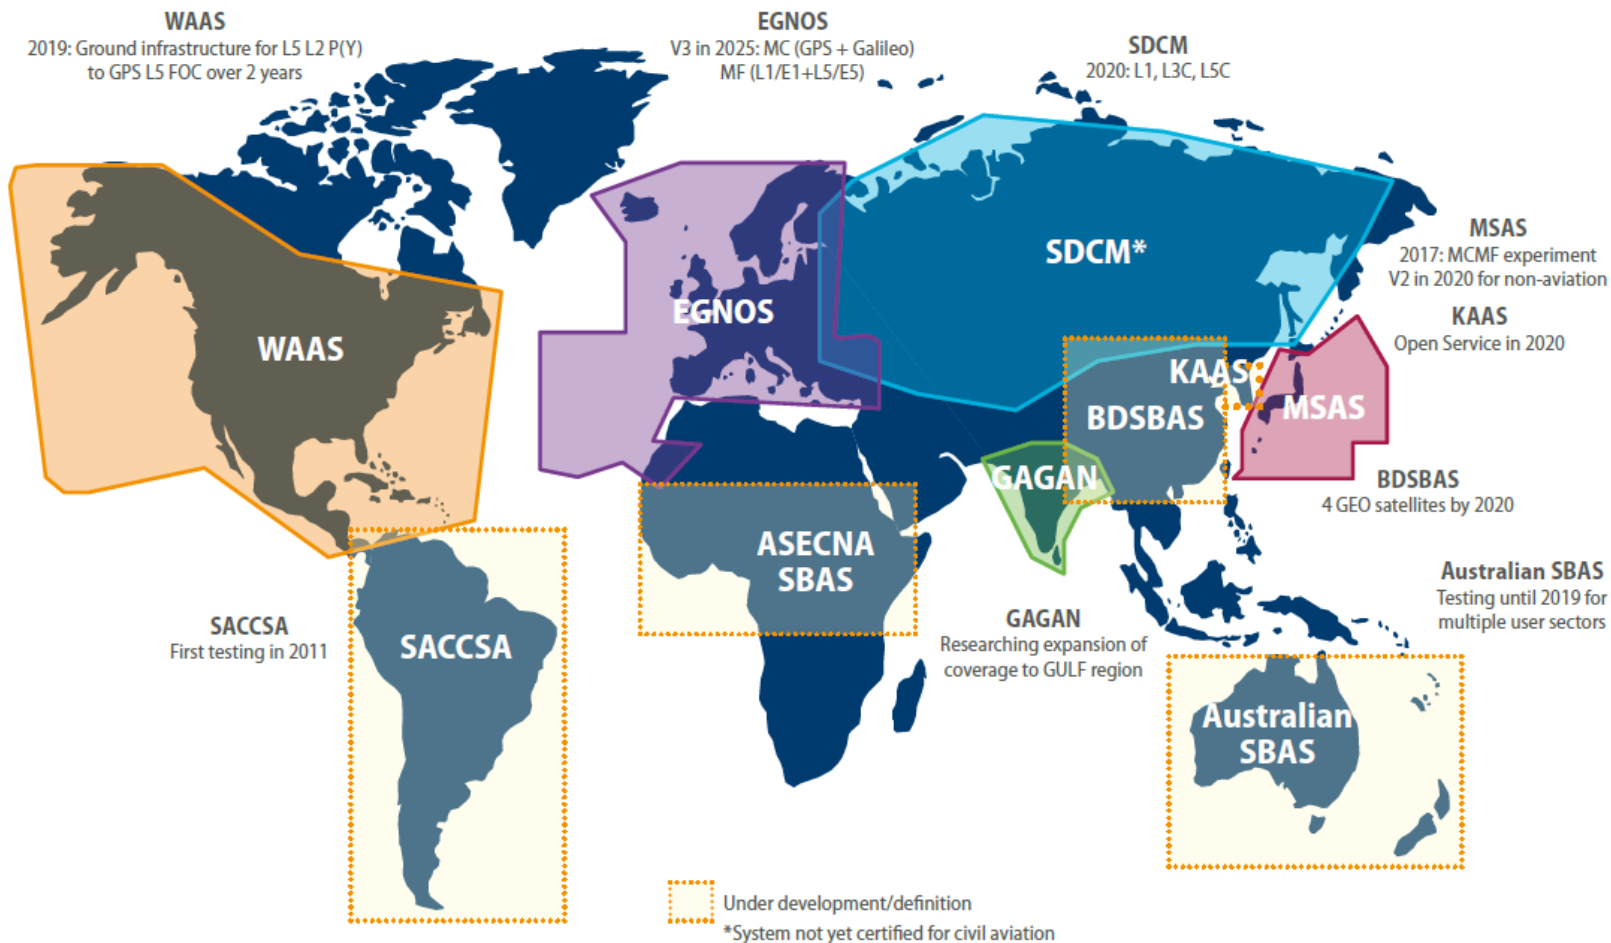 WAAS
2019: Ground infrastructure for L5 L2 P(Y)
to GPS L5 FOC over 2 years
EGNOS
V3 in 2025: MC (GPS + Galileo)
MF (L1/E1+L5/E5)
SDCM
2020: L1, L3C, L5C
MSAS
2017: MCMF experiment
V2 in 2020 for non-aviation
KAAS
Open Service in 2020
SDCM*
EGNOS
WAAS
KAAS
MSAS
BDSBAS
GAGAN
BDSBAS
4 GEO satellites by 2020
ASECNA
SBAS
Australian SBAS
Testing until 2019 for
multiple user sectors
SACCSA
First testing in 2011
SACCSA
GAGAN
Researching expansion of
coverage to GULF region
Australian
SBAS
Under development/definition
*System not yet certified for civil aviation